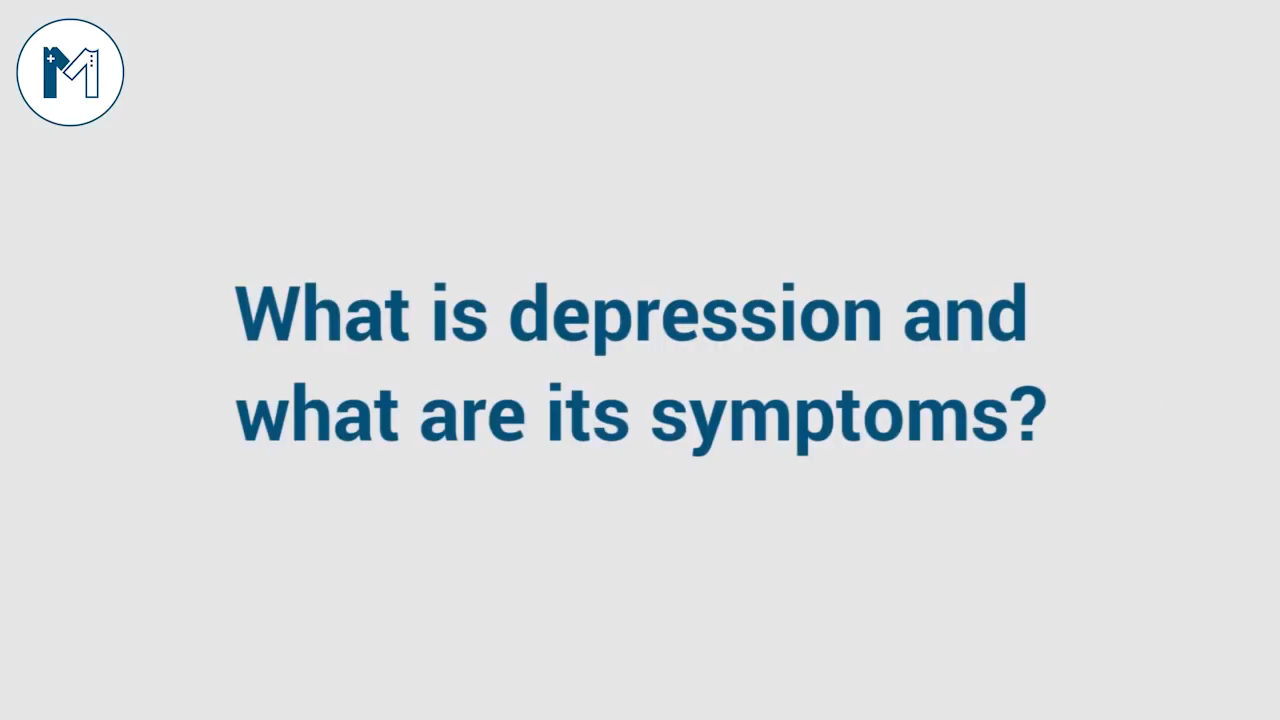 What is depression and
what are its symptoms?